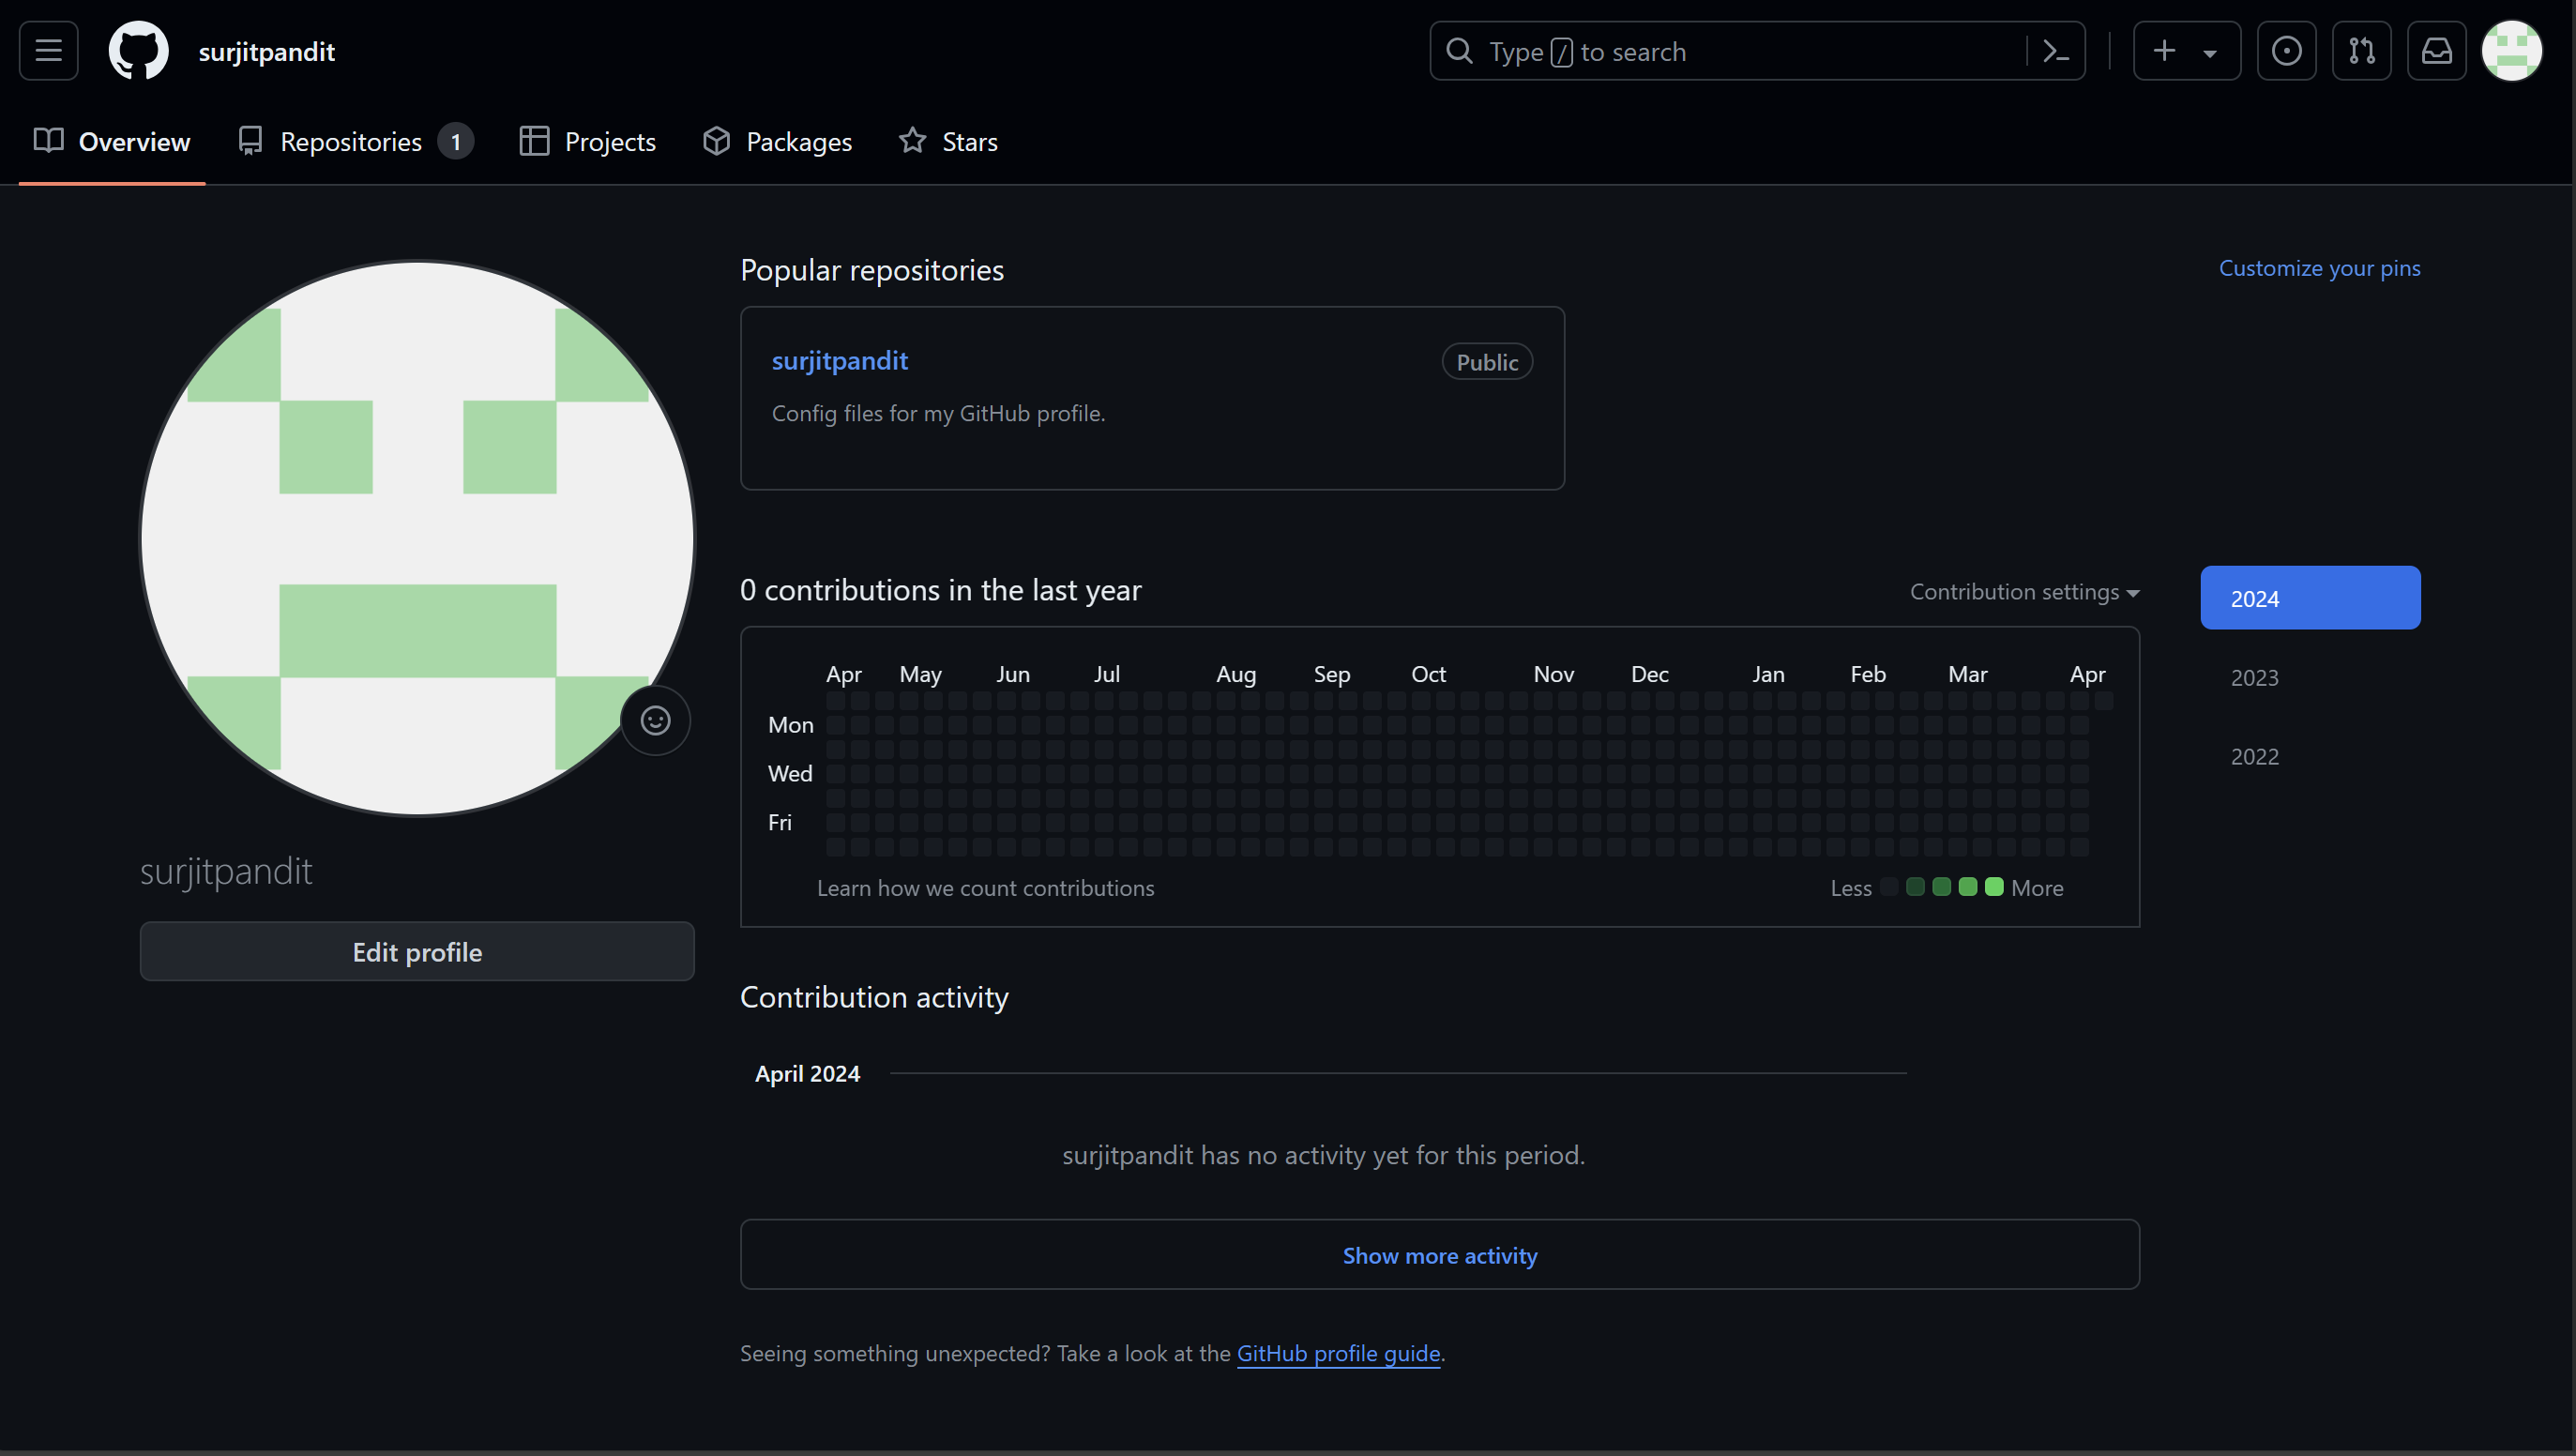 surjitpandit
Type / to search
Overview
Repositories 1
Projects
Packages
Stars
Popular repositories
Customize your pins
surjitpandit
Public
Config files for my GitHub profile.
surjitpandit
Edit profile
0 contributions in the last year
Contribution settings
2024
2023
2022
Apr May Jun Jul Aug Sep Oct Nov Dec Jan Feb Mar Apr
Mon
Wed
Fri
Learn how we count contributions
Less More
Contribution activity
April 2024
surjitpandit has no activity yet for this period.
Show more activity
Seeing something unexpected? Take a look at the GitHub profile guide.